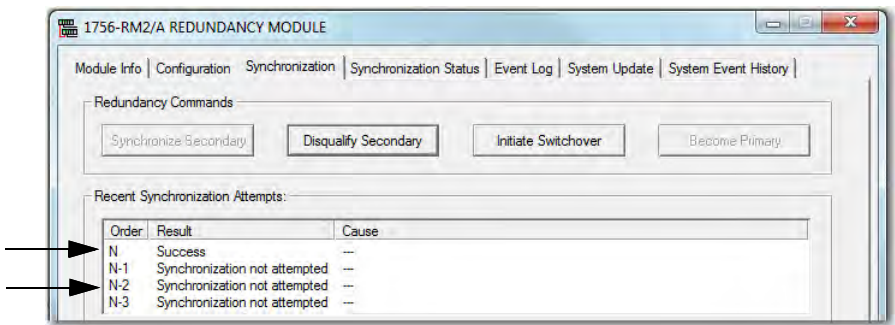 1756-RM2/A REDUNDANCY MODULE
Module Info | Configuration Synchronization | Synchronization Status | Event Log | System Update | System Event History |
Redundancy Commands
Synchronize Secondary Disqualify Secondary Initiate Switchover Become Primary
Recent Synchronization Attempts:
Order Result Cause
N Success ---
N-1 Synchronization not attempted ---
N-2 Synchronization not attempted ---
N-3 Synchronization not attempted ---